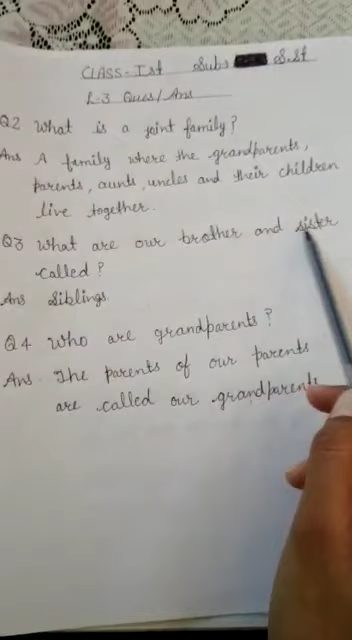 CLASS-Ist Sub: S.St
L.3 Ques/Ans
Q2 What is a joint family?
Ans A family where the grandparents,
parents, aunts, uncles and their children
live together.
Q3 What are our brother and sister
called?
Ans Siblings
Q4 Who are grandparents?
Ans. The parents of our parents
are called our grandparents